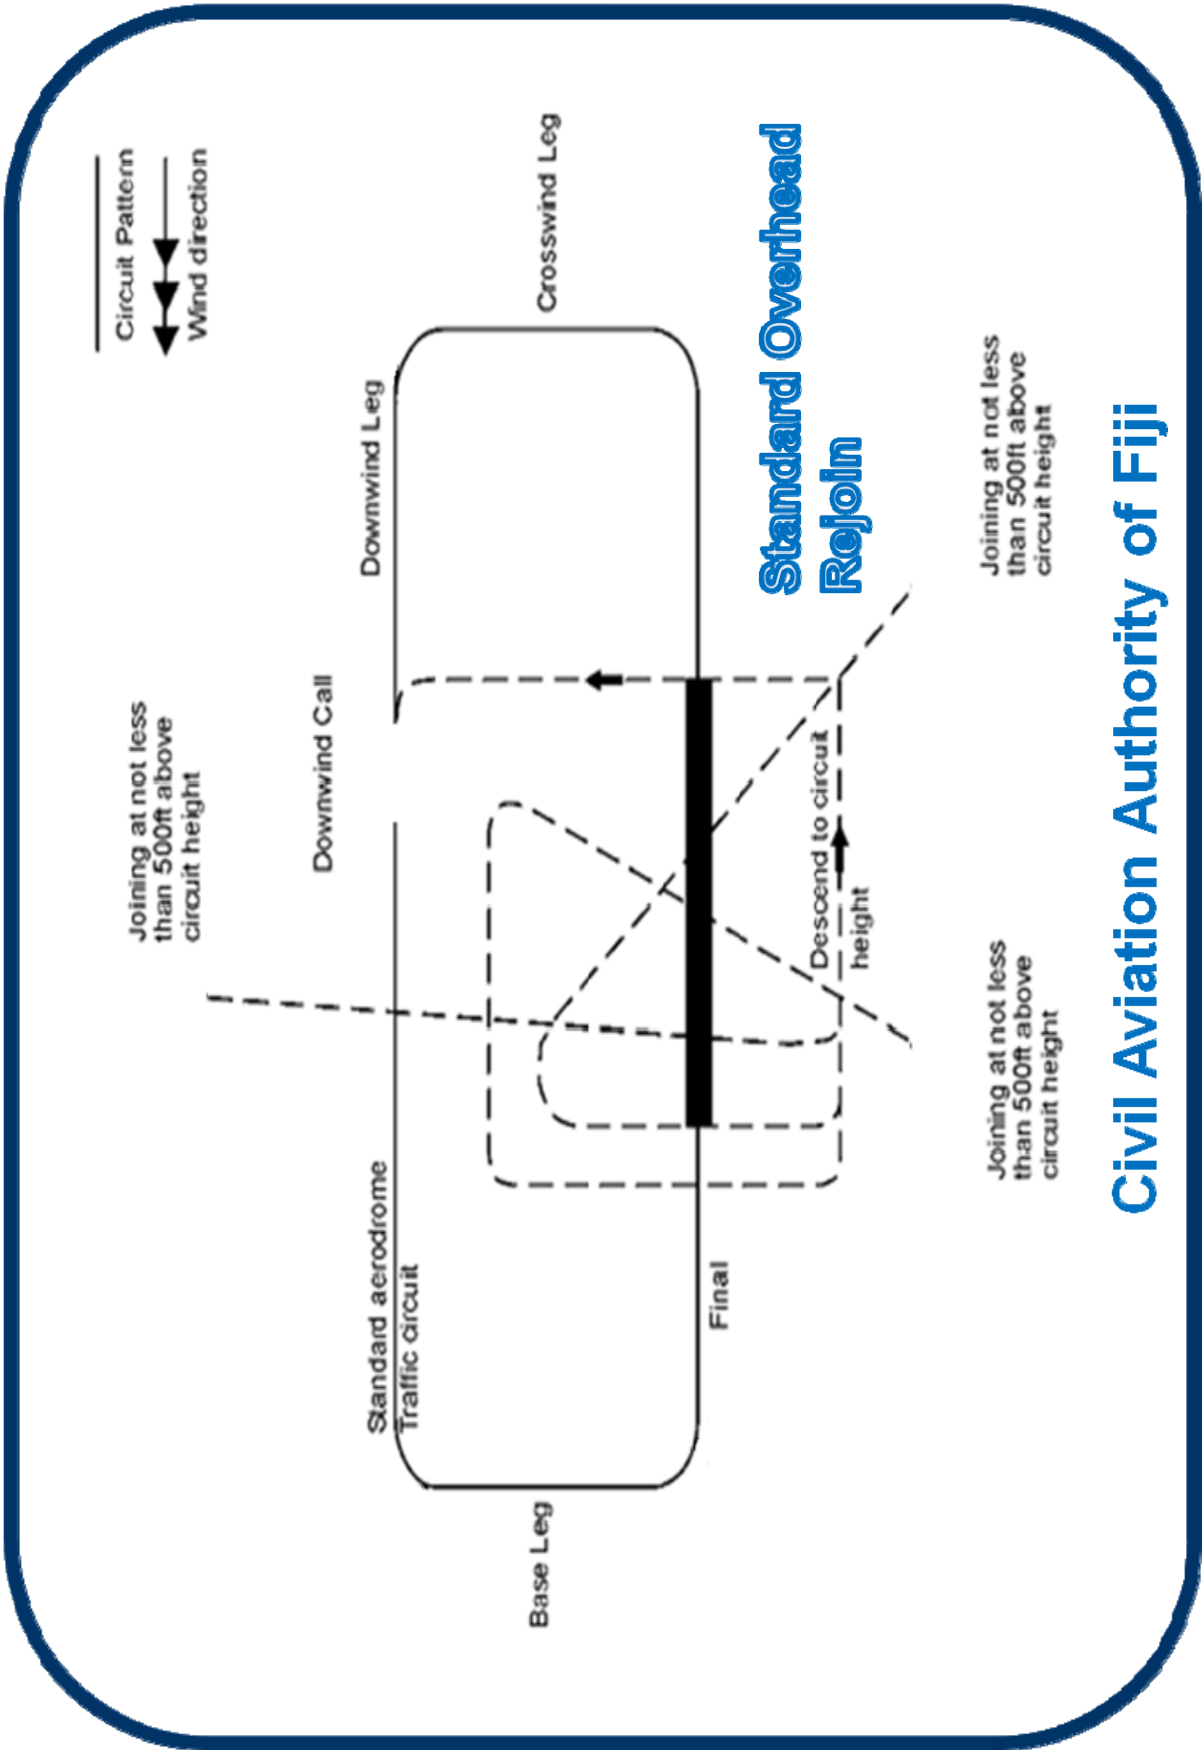 Circuit Pattern
Wind direction
Joining at not less
than 500ft above
circuit height
Downwind Call
Downwind Leg
Standard aerodrome
Traffic circuit
Crosswind Leg
Base Leg
Final
Descend to circuit
height
Standard Overhead
Rejoin
Joining at not less
than 500ft above
circuit height
Joining at not less
than 500ft above
circuit height
Civil Aviation Authority of Fiji